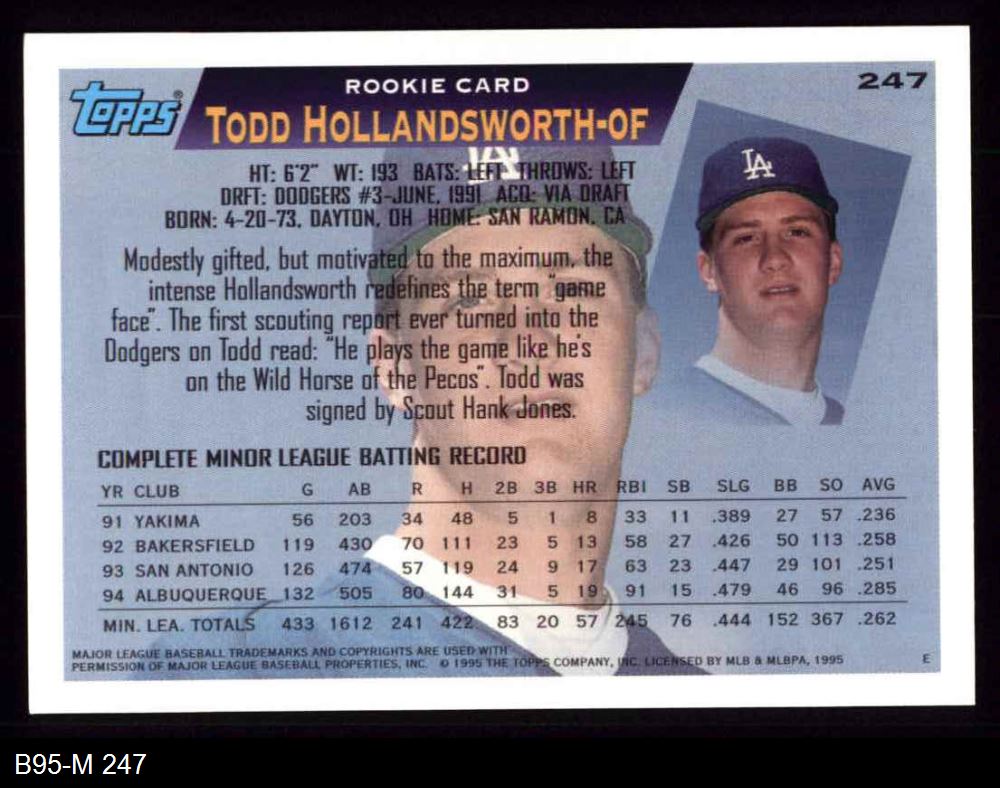 Topps®
ROOKIE CARD
247
TODD HOLLANDSWORTH-OF
HT: 6'2" WT: 193 BATS: LEFT THROWS: LEFT
DRFT: DODGERS #3-JUNE, 1991 ACQ: VIA DRAFT
BORN: 4-20-73, DAYTON, OH HOME: SAN RAMON, CA
LA
LA
Modestly gifted, but motivated to the maximum, the
intense Hollandsworth redefines the term "game
face". The first scouting report ever turned into the
Dodgers on Todd read: "He plays the game like he's
on the Wild Horse of the Pecos". Todd was
signed by Scout Hank Jones.
COMPLETE MINOR LEAGUE BATTING RECORD
YR CLUB G AB R H 2B 3B HR RBI SB SLG BB SO AVG
91 YAKIMA 56 203 34 48 5 1 8 33 11 .389 27 57 .236
92 BAKERSFIELD 119 430 70 111 23 5 13 58 27 .426 50 113 .258
93 SAN ANTONIO 126 474 57 119 24 9 17 63 23 .447 29 101 .251
94 ALBUQUERQUE 132 505 80 144 31 5 19 91 15 .479 46 96 .285
MIN. LEA. TOTALS 433 1612 241 422 83 20 57 245 76 .444 152 367 .262
MAJOR LEAGUE BASEBALL TRADEMARKS AND COPYRIGHTS ARE USED WITH
PERMISSION OF MAJOR LEAGUE BASEBALL PROPERTIES, INC. © 1995 THE TOPPS COMPANY, INC. LICENSED BY MLB & MLBPA, 1995 E
B95-M 247